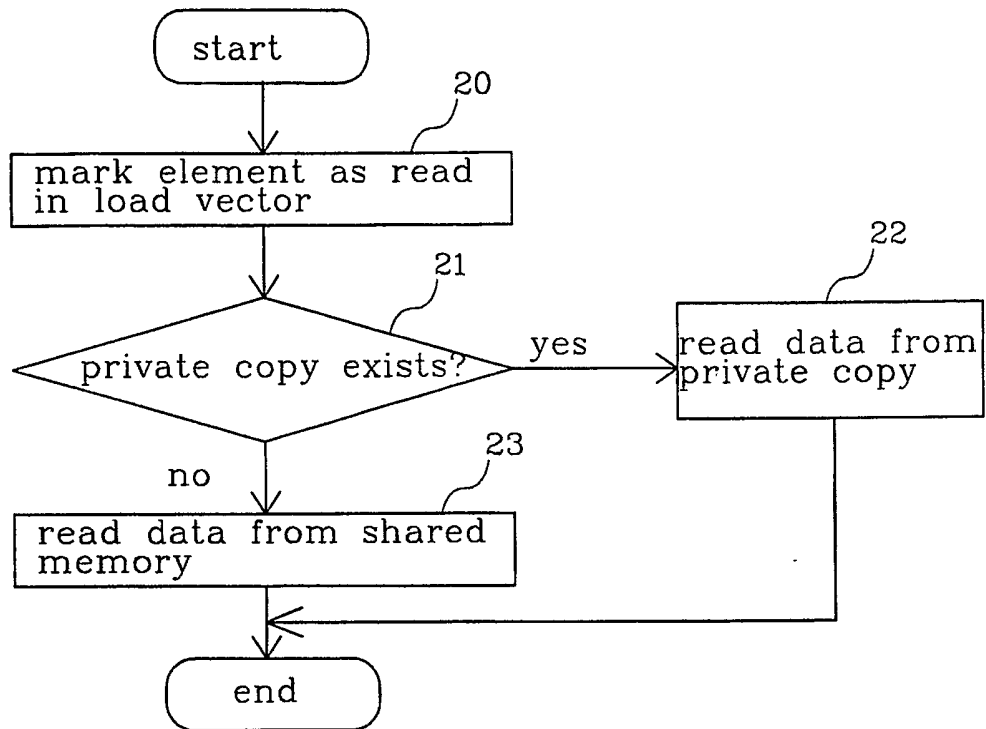 start
20
mark element as read
in load vector
21
private copy exists?
yes
22
read data from
private copy
no
23
read data from shared
memory
end